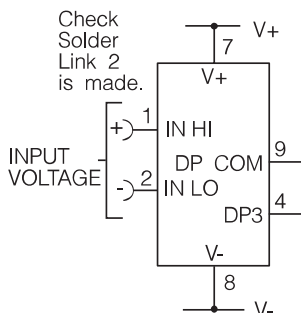 Check
Solder
Link 2
is made.
V+
7
V+
1
+
IN HI
INPUT
VOLTAGE
DP COM
9
2
-
IN LO
DP3
4
V-
8
V-